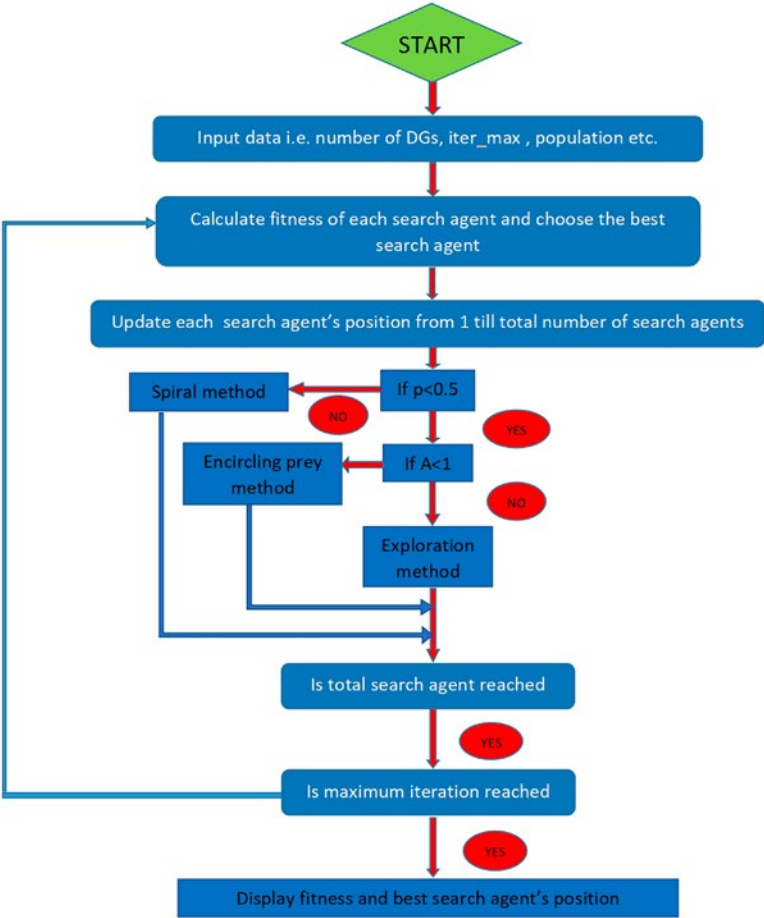 START
Input data i.e. number of DGs, iter_max , population etc.
Calculate fitness of each search agent and choose the best
search agent
Update each search agent's position from 1 till total number of search agents
If p<0.5
Spiral method
NO
YES
If A<1
Encircling prey
method
NO
Exploration
method
Is total search agent reached
YES
Is maximum iteration reached
YES
Display fitness and best search agent's position